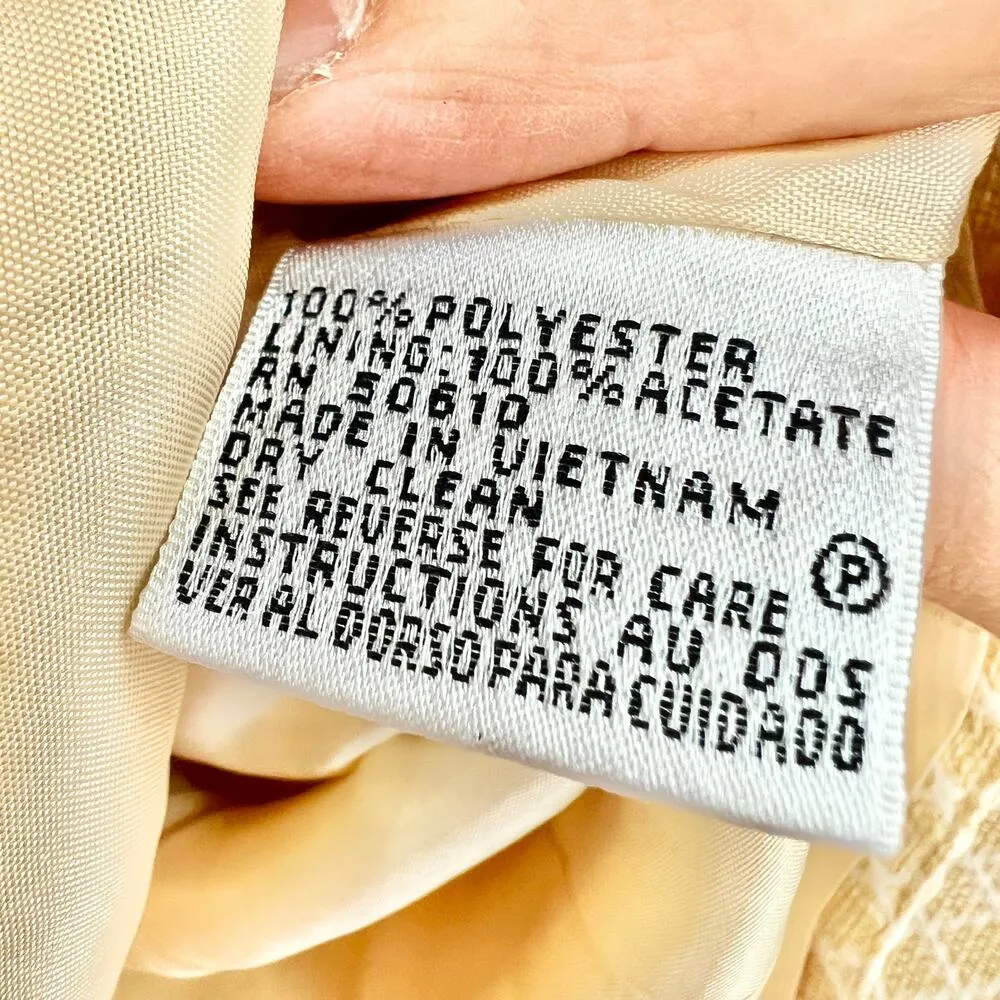 100% POLYESTER
LINING:100% ACETATE
RN 50610
MADE IN VIETNAM
DRY CLEAN
SEE REVERSE FOR CARE Ⓟ
INSTRUCTIONS AU DOS
VER AL DORSO PARA CUIDADO